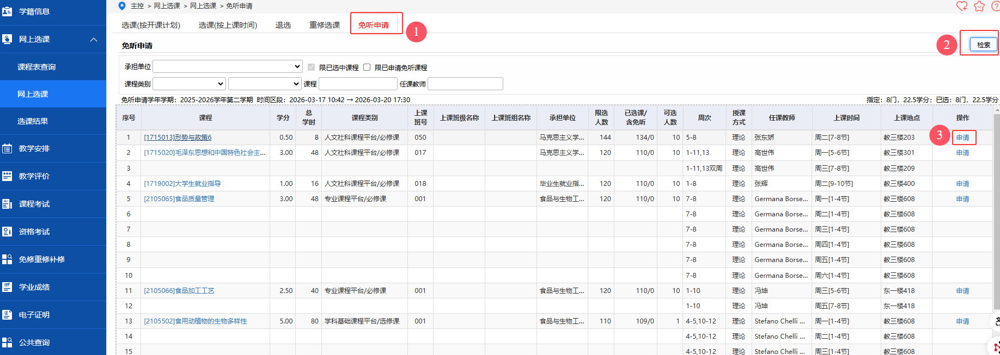 学籍信息
网上选课
课程表查询
网上选课
选课结果
教学安排
教学评价
课程考试
资格考试
免修重修补修
学业成绩
电子证明
公共查询
主控 > 网上选课 > 网上选课 > 免听申请
选课(按开课计划) 选课(按上课时间) 退选 重修选课 免听申请 1
免听申请 2 检索
承担单位 限已选中课程 限已申请免听课程
课程类别 课程 任课教师
免听申请学年学期：2025-2026学年第二学期 时间区段：2026-03-17 10:42 → 2026-03-20 17:30 指定：8门，22.5学分；已选：8门，22.5学分
序号 课程 学分 总学时 课程类别 上课班号 上课班级名称 上课班组名称 承担单位 限选人数 已选课/含免听 可选人数 周次 授课方式 任课教师 上课时间 上课地点 操作
1 [1715013]形势与政策6 0.50 8 人文社科课程平台/必修课 050 马克思主义学... 144 134/0 10 5-8 理论 张东娇 周二[7-8节] 教三楼203 3 申请
2 [1715020]毛泽东思想和中国特色社会主... 3.00 48 人文社科课程平台/必修课 017 马克思主义学... 120 110/0 10 1-11,13 理论 高世伟 周一[5-6节] 教三楼301 申请
3 1-11,13双周 理论 高世伟 周三[7-8节] 教三楼209
4 [1719002]大学生就业指导 1.00 16 人文社科课程平台/必修课 018 毕业生就业指... 120 110/0 10 1-8 理论 张辉 周二[9-10节] 教三楼400 申请
5 [2105065]食品质量管理 3.00 48 专业课程平台/必修课 001 食品与生物工... 120 110/0 10 7-8 理论 Germana Borse... 周一[1-4节] 教三楼608 申请
6 7-8 理论 Germana Borse... 周二[1-4节] 教三楼608
7 7-8 理论 Germana Borse... 周三[1-4节] 教三楼608
8 7-8 理论 Germana Borse... 周四[1-4节] 教三楼608
9 7-8 理论 Germana Borse... 周五[1-4节] 教三楼608
10 7-8 理论 Germana Borse... 周六[1-4节] 教三楼608
11 [2105066]食品加工工艺 2.50 40 专业课程平台/必修课 001 食品与生物工... 120 110/0 10 1-10 理论 冯坤 周三[5-6节] 东一楼418 申请
12 1-10 理论 冯坤 周五[7-8节] 东一楼418
13 [2105502]食用动植物的生物多样性 5.00 80 学科基础课程平台/选修课 001 食品与生物工... 110 109/0 1 4-5,10-12 理论 Stefano Chelli ... 周一[1-4节] 教三楼608 申请
14 4-5,10-12 理论 Stefano Chelli ... 周二[1-4节] 教三楼608
15 4-5,10-12 理论 Stefano Chelli ... 周三[1-4节] 教三楼608